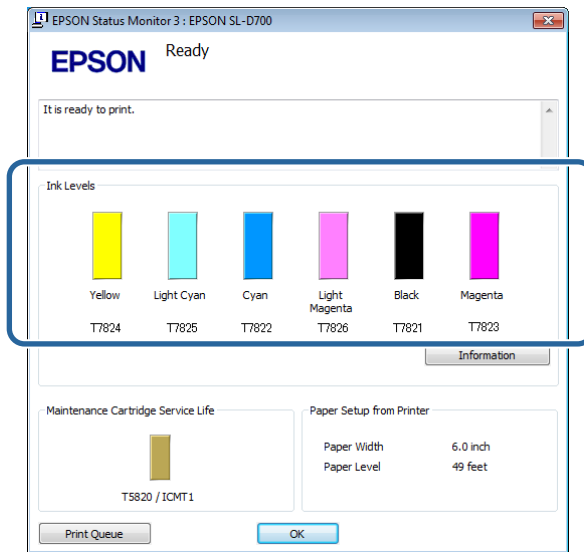 EPSON Status Monitor 3 : EPSON SL-D700
EPSON
Ready
It is ready to print.
Ink Levels
Yellow Light Cyan Cyan Light Magenta Black Magenta
T7824 T7825 T7822 T7826 T7821 T7823
Information
Maintenance Cartridge Service Life
T5820 / ICMT1
Paper Setup from Printer
Paper Width 6.0 inch
Paper Level 49 feet
Print Queue
OK